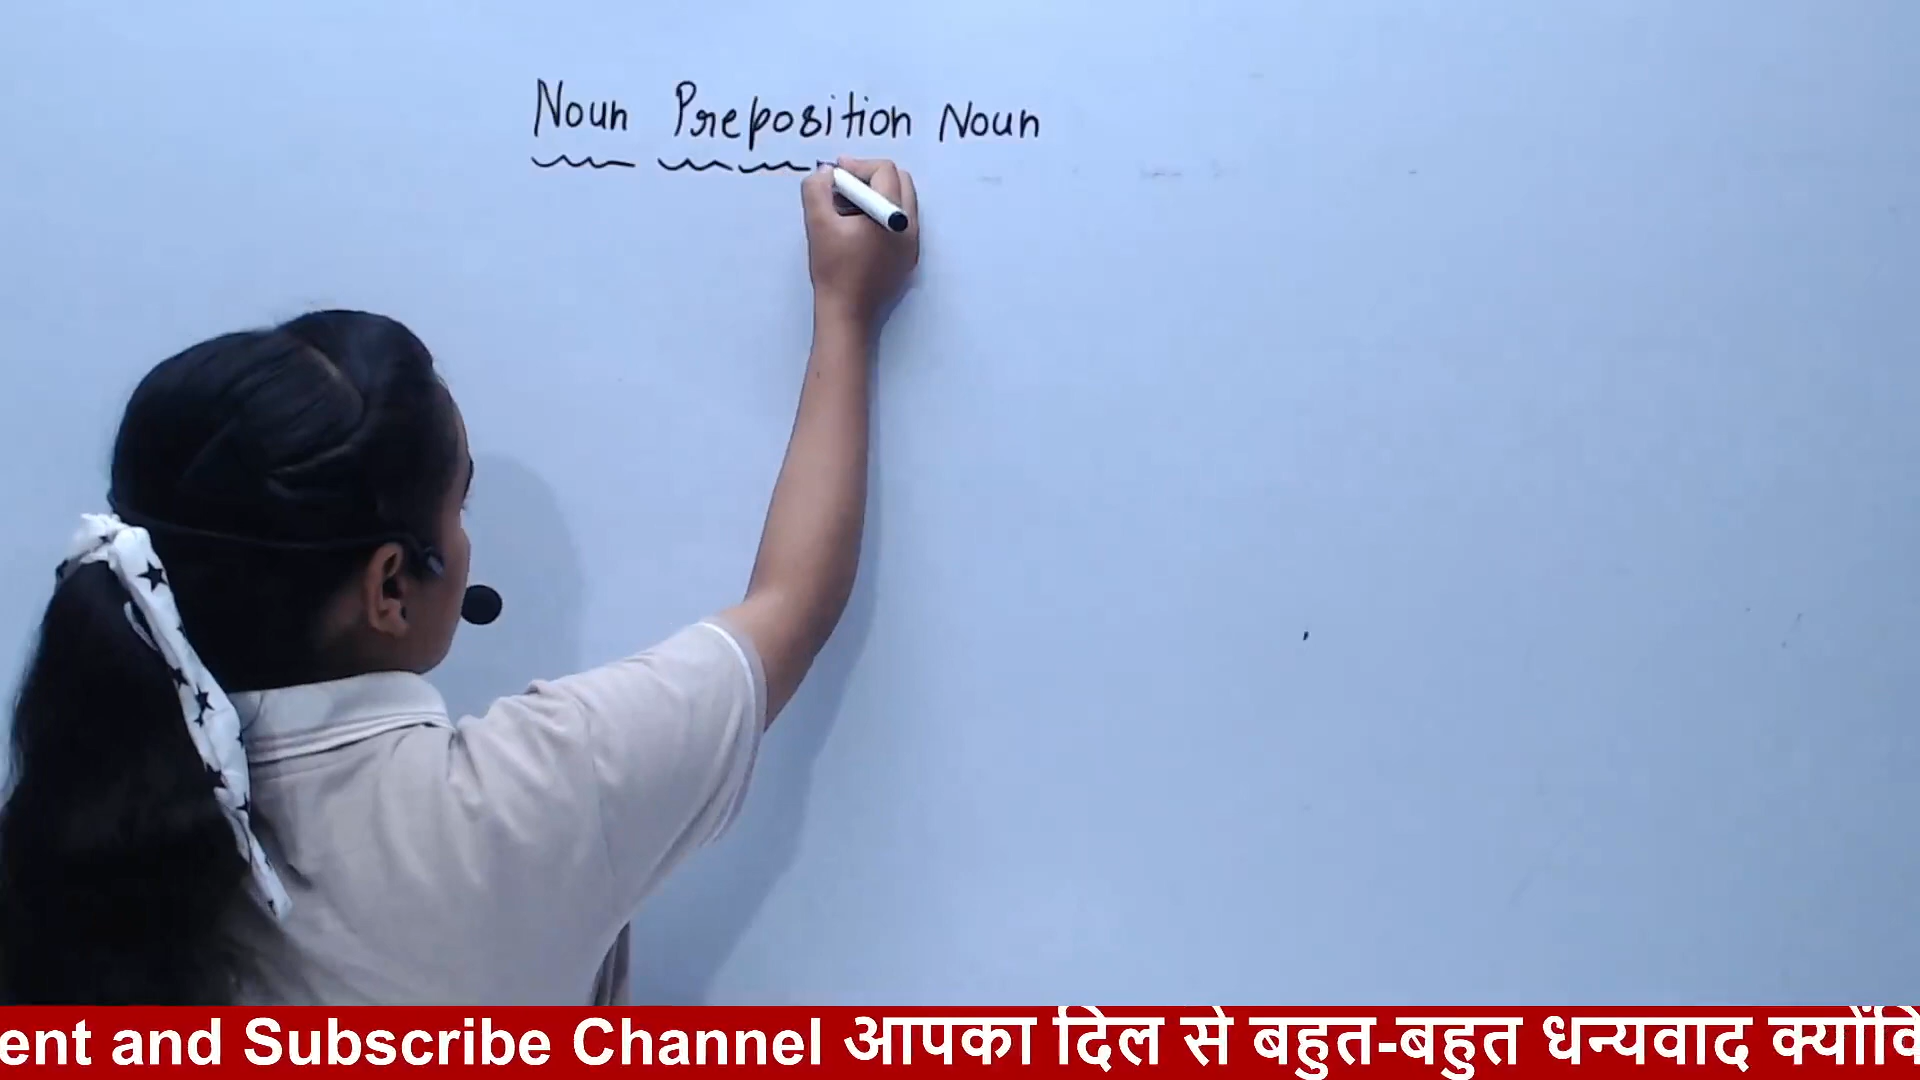 Noun Preposition Noun
ent and Subscribe Channel आपका दिल से बहुत-बहुत धन्यवाद